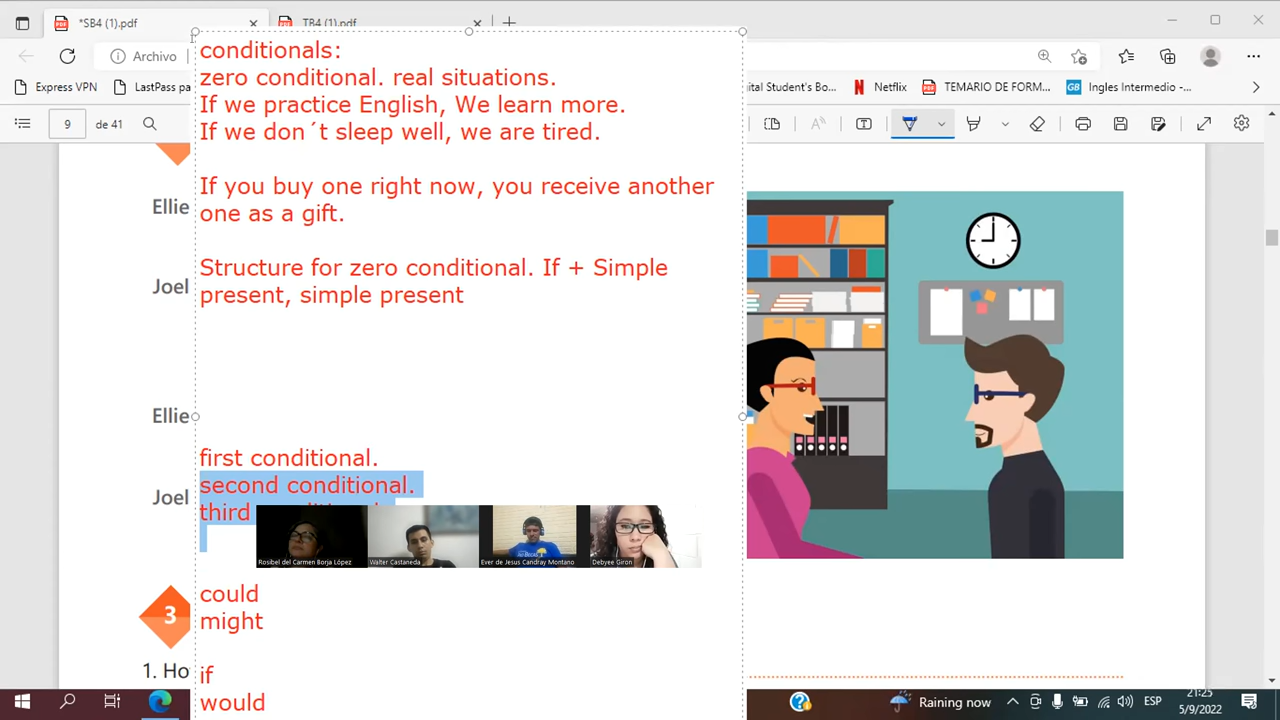 *SB4 (1).pdf
TB4 (1).pdf
Archivo
Express VPN
LastPass pa
gital Student's Bo...
Netflix
TEMARIO DE FORM...
Ingles Intermedio -...
9
de 41
conditionals:
zero conditional. real situations.
If we practice English, We learn more.
If we don´t sleep well, we are tired.
If you buy one right now, you receive another
one as a gift.
Structure for zero conditional. If + Simple
present, simple present
Ellie
Joel
Ellie
first conditional.
second conditional.
Joel
third
Rosibel del Carmen Borja López
Walter Castaneda
Ever de Jesus Candray Montano
Debyee Giron
could
might
3
1. Ho
if
would
Raining now
ESP
21:25
5/9/2022